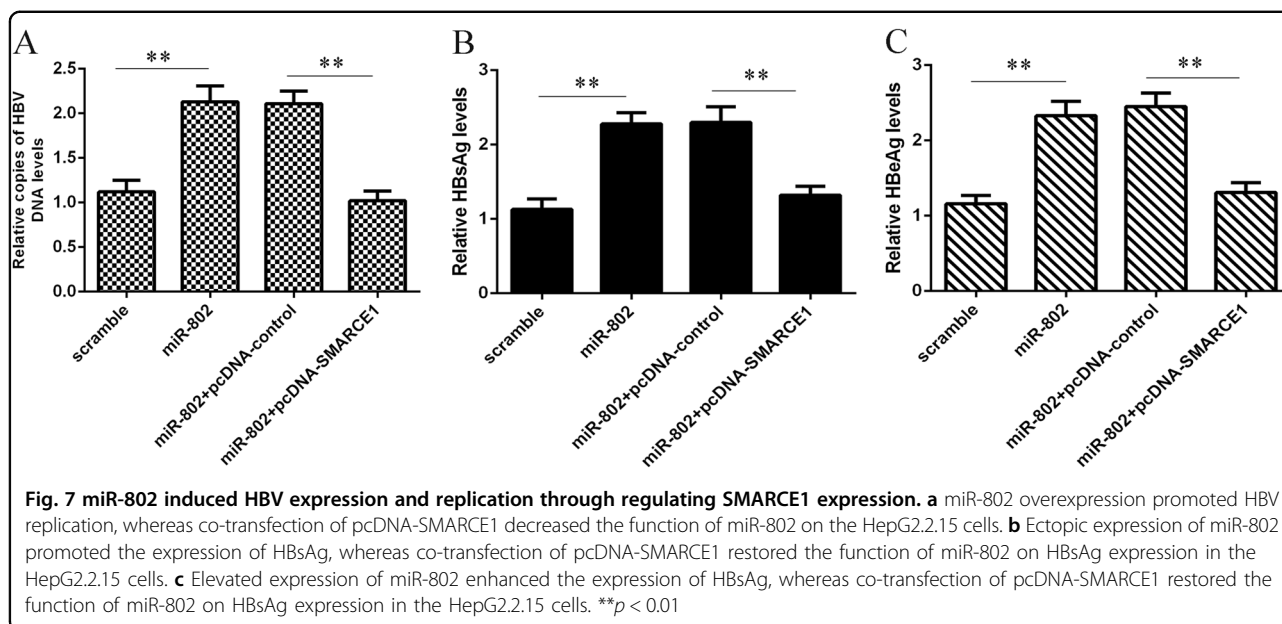 A
**
**
Relative copies of HBV
DNA levels
2.5
2.0
1.5
1.0
0.5
0.0
scramble
miR-802
miR-802+pcDNA-control
miR-802+pcDNA-SMARCE1
B
**
**
Relative HBsAg levels
3
2
1
0
scramble
miR-802
miR-802+pcDNA-control
miR-802+pcDNA-SMARCE1
C
**
**
Relative HBeAg levels
3
2
1
0
scramble
miR-802
miR-802+pcDNA-control
miR-802+pcDNA-SMARCE1
Fig. 7 miR-802 induced HBV expression and replication through regulating SMARCE1 expression. a miR-802 overexpression promoted HBV
replication, whereas co-transfection of pcDNA-SMARCE1 decreased the function of miR-802 on the HepG2.2.15 cells. b Ectopic expression of miR-802
promoted the expression of HBsAg, whereas co-transfection of pcDNA-SMARCE1 restored the function of miR-802 on HBsAg expression in the
HepG2.2.15 cells. c Elevated expression of miR-802 enhanced the expression of HBsAg, whereas co-transfection of pcDNA-SMARCE1 restored the
function of miR-802 on HBsAg expression in the HepG2.2.15 cells. **p < 0.01